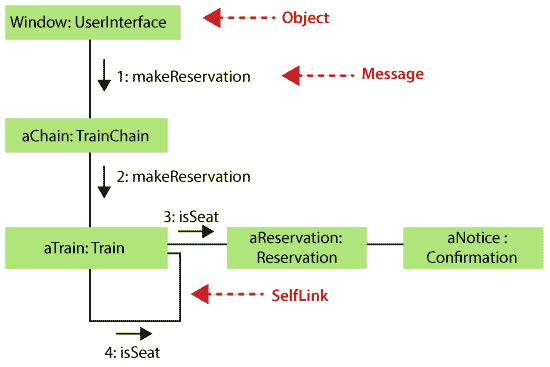 Window: UserInterface
Object
1: makeReservation
Message
aChain: TrainChain
2: makeReservation
3: isSeat
aTrain: Train
aReservation:
Reservation
aNotice :
Confirmation
SelfLink
4: isSeat